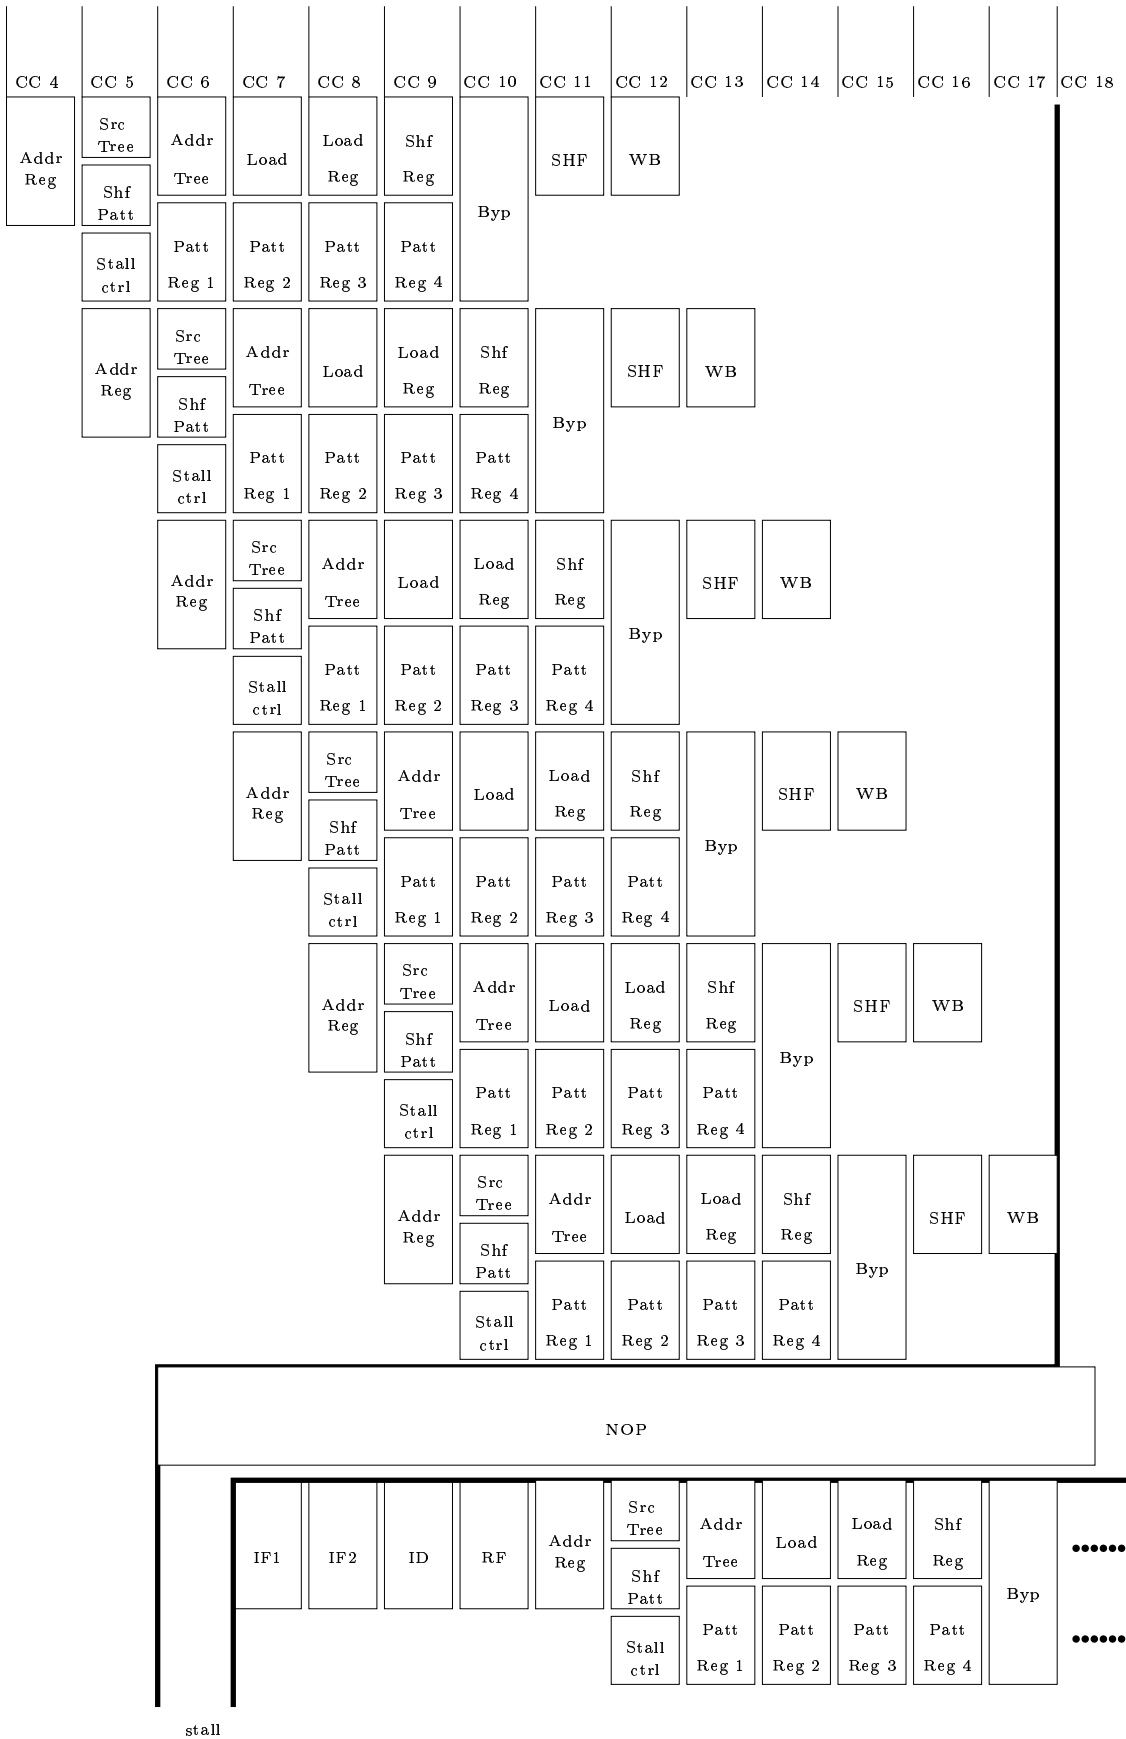 CC 4 CC 5 CC 6 CC 7 CC 8 CC 9 CC 10 CC 11 CC 12 CC 13 CC 14 CC 15 CC 16 CC 17 CC 18
Addr
Reg
Src
Tree
Shf
Patt
Stall
ctrl
Addr
Tree
Load
Load
Reg
Shf
Reg
Patt
Reg 1
Patt
Reg 2
Patt
Reg 3
Patt
Reg 4
Byp
SHF
WB
Addr
Reg
Src
Tree
Shf
Patt
Stall
ctrl
Addr
Tree
Load
Load
Reg
Shf
Reg
Patt
Reg 1
Patt
Reg 2
Patt
Reg 3
Patt
Reg 4
Byp
SHF
WB
Addr
Reg
Src
Tree
Shf
Patt
Stall
ctrl
Addr
Tree
Load
Load
Reg
Shf
Reg
Patt
Reg 1
Patt
Reg 2
Patt
Reg 3
Patt
Reg 4
Byp
SHF
WB
Addr
Reg
Src
Tree
Shf
Patt
Stall
ctrl
Addr
Tree
Load
Load
Reg
Shf
Reg
Patt
Reg 1
Patt
Reg 2
Patt
Reg 3
Patt
Reg 4
Byp
SHF
WB
Addr
Reg
Src
Tree
Shf
Patt
Stall
ctrl
Addr
Tree
Load
Load
Reg
Shf
Reg
Patt
Reg 1
Patt
Reg 2
Patt
Reg 3
Patt
Reg 4
Byp
SHF
WB
Addr
Reg
Src
Tree
Shf
Patt
Stall
ctrl
Addr
Tree
Load
Load
Reg
Shf
Reg
Patt
Reg 1
Patt
Reg 2
Patt
Reg 3
Patt
Reg 4
Byp
SHF
WB
NOP
IF1
IF2
ID
RF
Addr
Reg
Src
Tree
Shf
Patt
Stall
ctrl
Addr
Tree
Load
Load
Reg
Shf
Reg
Patt
Reg 1
Patt
Reg 2
Patt
Reg 3
Patt
Reg 4
Byp
stall